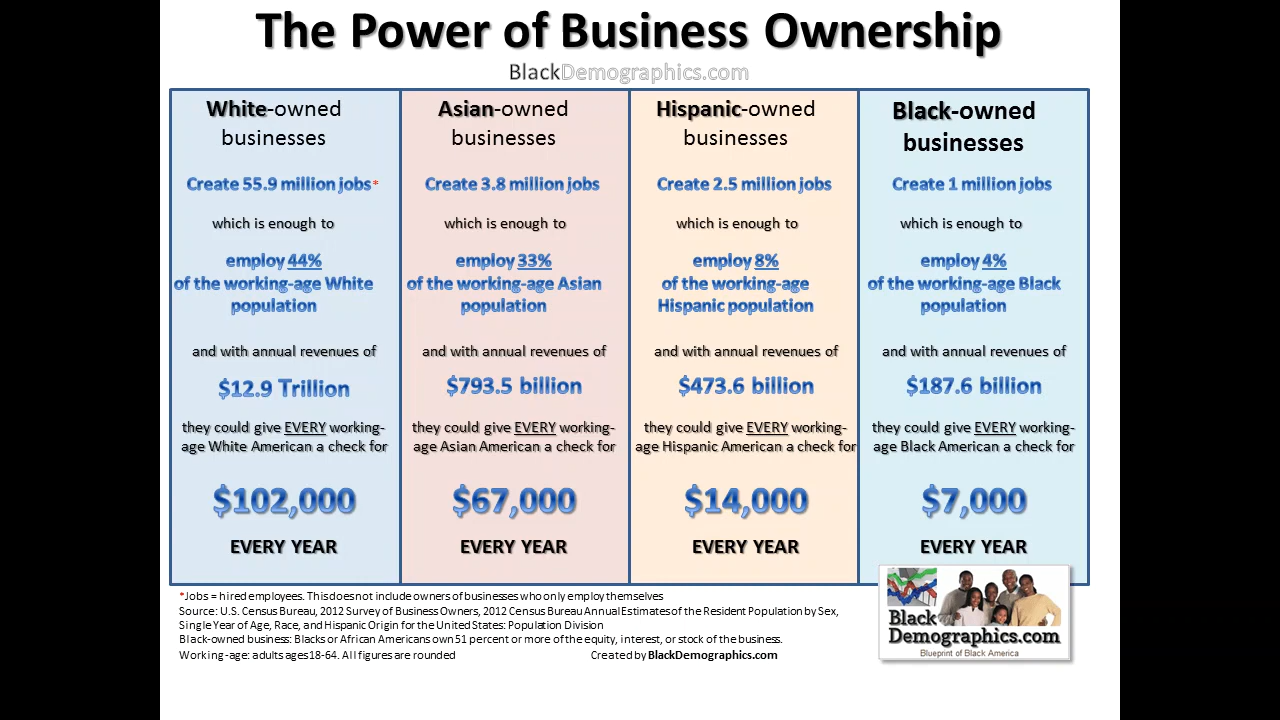 The Power of Business Ownership
BlackDemographics.com
White-owned
businesses
Create 55.9 million jobs*
which is enough to
employ 44%
of the working-age White
population
and with annual revenues of
$12.9 Trillion
they could give EVERY working-
age White American a check for
$102,000
EVERY YEAR
Asian-owned
businesses
Create 3.8 million jobs
which is enough to
employ 33%
of the working-age Asian
population
and with annual revenues of
$793.5 billion
they could give EVERY working-
age Asian American a check for
$67,000
EVERY YEAR
Hispanic-owned
businesses
Create 2.5 million jobs
which is enough to
employ 8%
of the working-age
Hispanic population
and with annual revenues of
$473.6 billion
they could give EVERY working-
age Hispanic American a check for
$14,000
EVERY YEAR
Black-owned
businesses
Create 1 million jobs
which is enough to
employ 4%
of the working-age Black
population
and with annual revenues of
$187.6 billion
they could give EVERY working-
age Black American a check for
$7,000
EVERY YEAR
*Jobs = hired employees. This does not include owners of businesses who only employ themselves
Source: U.S. Census Bureau, 2012 Survey of Business Owners, 2012 Census Bureau Annual Estimates of the Resident Population by Sex,
Single Year of Age, Race, and Hispanic Origin for the United States: Population Division
Black-owned business: Blacks or African Americans own 51 percent or more of the equity, interest, or stock of the business.
Working-age: adults ages 18-64. All figures are rounded
Created by BlackDemographics.com
Black
Demographics.com
Blueprint of Black America